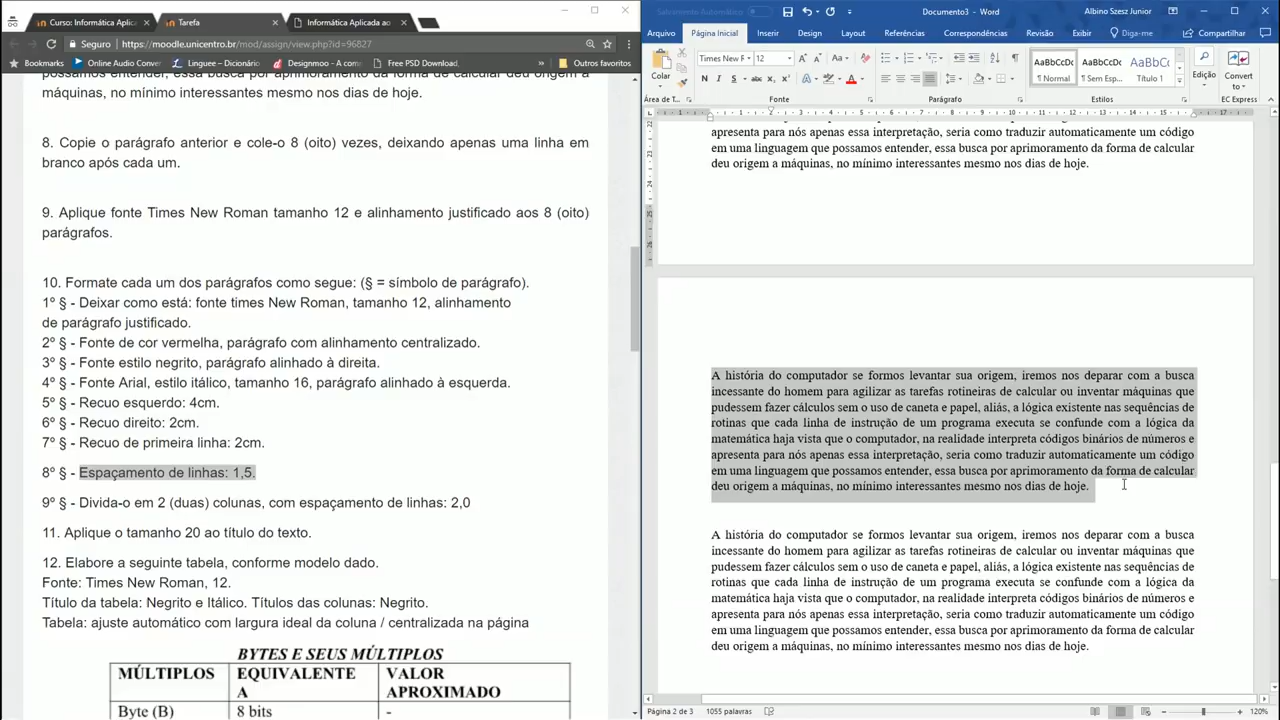 Curso: Informática Aplica
Tarefa
Informática Aplicada ao
Seguro
https://moodle.unicentro.br/mod/assign/view.php?id=96827
Bookmarks
Online Audio Conver
Linguee – Dicionário
Designmoo - A comm
Free PSD Download,
Outros favoritos
possamos entender, essa busca por aprimoramento da forma de calcular deu origem a
máquinas, no mínimo interessantes mesmo nos dias de hoje.
8. Copie o parágrafo anterior e cole-o 8 (oito) vezes, deixando apenas uma linha em
branco após cada um.
9. Aplique fonte Times New Roman tamanho 12 e alinhamento justificado aos 8 (oito)
parágrafos.
10. Formate cada um dos parágrafos como segue: (§ = símbolo de parágrafo).
1º § - Deixar como está: fonte times New Roman, tamanho 12, alinhamento
de parágrafo justificado.
2º § - Fonte de cor vermelha, parágrafo com alinhamento centralizado.
3º § - Fonte estilo negrito, parágrafo alinhado à direita.
4º § - Fonte Arial, estilo itálico, tamanho 16, parágrafo alinhado à esquerda.
5º § - Recuo esquerdo: 4cm.
6º § - Recuo direito: 2cm.
7º § - Recuo de primeira linha: 2cm.
8º § - Espaçamento de linhas: 1,5.
9º § - Divida-o em 2 (duas) colunas, com espaçamento de linhas: 2,0
11. Aplique o tamanho 20 ao título do texto.
12. Elabore a seguinte tabela, conforme modelo dado.
Fonte: Times New Roman, 12.
Título da tabela: Negrito e Itálico. Títulos das colunas: Negrito.
Tabela: ajuste automático com largura ideal da coluna / centralizada na página
BYTES E SEUS MÚLTIPLOS
MÚLTIPLOS EQUIVALENTE A VALOR APROXIMADO
Byte (B) 8 bits -
Salvamento Automático
Documento3 - Word
Albino Szesz Junior
Arquivo
Página Inicial
Inserir
Design
Layout
Referências
Correspondências
Revisão
Exibição
Diga-me
Colar
Times New R
12
Aa
N I S abc
AaBbCcDc
¶ Normal
AaBbCcDc
¶ Sem Esp...
AaBbCc
Título 1
Edição
Convert to
Área de T...
Fonte
Parágrafo
Estilos
EC Express
apresenta para nós apenas essa interpretação, seria como traduzir automaticamente um código
em uma linguagem que possamos entender, essa busca por aprimoramento da forma de calcular
deu origem a máquinas, no mínimo interessantes mesmo nos dias de hoje.
A história do computador se formos levantar sua origem, iremos nos deparar com a busca
incessante do homem para agilizar as tarefas rotineiras de calcular ou inventar máquinas que
pudessem fazer cálculos sem o uso de caneta e papel, aliás, a lógica existente nas sequências de
rotinas que cada linha de instrução de um programa executa se confunde com a lógica da
matemática haja vista que o computador, na realidade interpreta códigos binários de números e
apresenta para nós apenas essa interpretação, seria como traduzir automaticamente um código
em uma linguagem que possamos entender, essa busca por aprimoramento da forma de calcular
deu origem a máquinas, no mínimo interessantes mesmo nos dias de hoje.
A história do computador se formos levantar sua origem, iremos nos deparar com a busca
incessante do homem para agilizar as tarefas rotineiras de calcular ou inventar máquinas que
pudessem fazer cálculos sem o uso de caneta e papel, aliás, a lógica existente nas sequências de
rotinas que cada linha de instrução de um programa executa se confunde com a lógica da
matemática haja vista que o computador, na realidade interpreta códigos binários de números e
apresenta para nós apenas essa interpretação, seria como traduzir automaticamente um código
em uma linguagem que possamos entender, essa busca por aprimoramento da forma de calcular
deu origem a máquinas, no mínimo interessantes mesmo nos dias de hoje.
Página 2 de 3
1055 palavras
120%